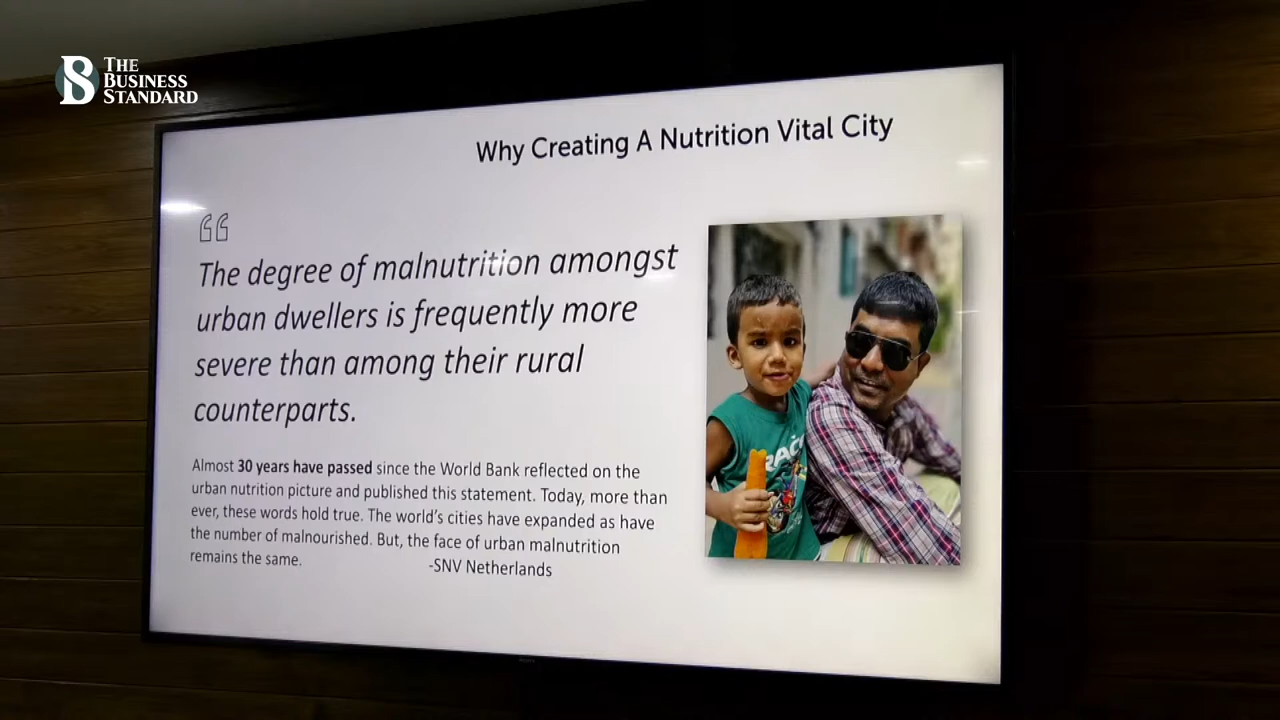 THE
BUSINESS
STANDARD
Why Creating A Nutrition Vital City
“
The degree of malnutrition amongst
urban dwellers is frequently more
severe than among their rural
counterparts.
Almost 30 years have passed since the World Bank reflected on the
urban nutrition picture and published this statement. Today, more than
ever, these words hold true. The world's cities have expanded as have
the number of malnourished. But, the face of urban malnutrition
remains the same.
-SNV Netherlands
RAC